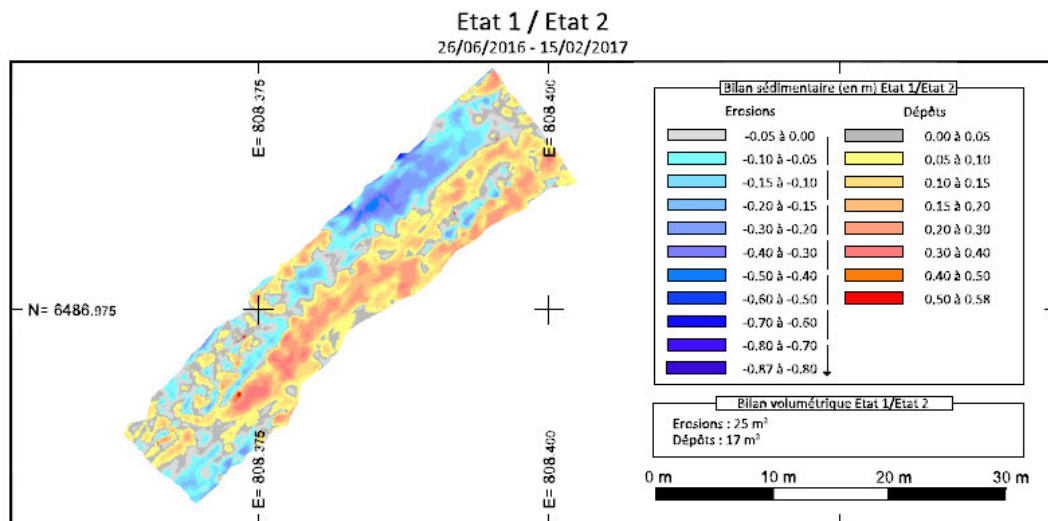 Etat 1 / Etat 2
26/06/2016 - 15/02/2017
E= 808.375
E= 808.400
N= 6486.975
E= 808.375
E= 808.400
Bilan sédimentaire (en m) Etat 1/Etat 2
Erosions Dépôts
-0.05 à 0.00 0.00 à 0.05
-0.10 à -0.05 0.05 à 0.10
-0.15 à -0.10 0.10 à 0.15
-0.20 à -0.15 0.15 à 0.20
-0.30 à -0.20 0.20 à 0.30
-0.40 à -0.30 0.30 à 0.40
-0.50 à -0.40 0.40 à 0.50
-0.60 à -0.50 0.50 à 0.58
-0.70 à -0.60
-0.80 à -0.70
-0.87 à -0.80
Bilan volumétrique Etat 1/Etat 2
Erosions : 25 m³
Dépôts : 17 m³
0 m 10 m 20 m 30 m